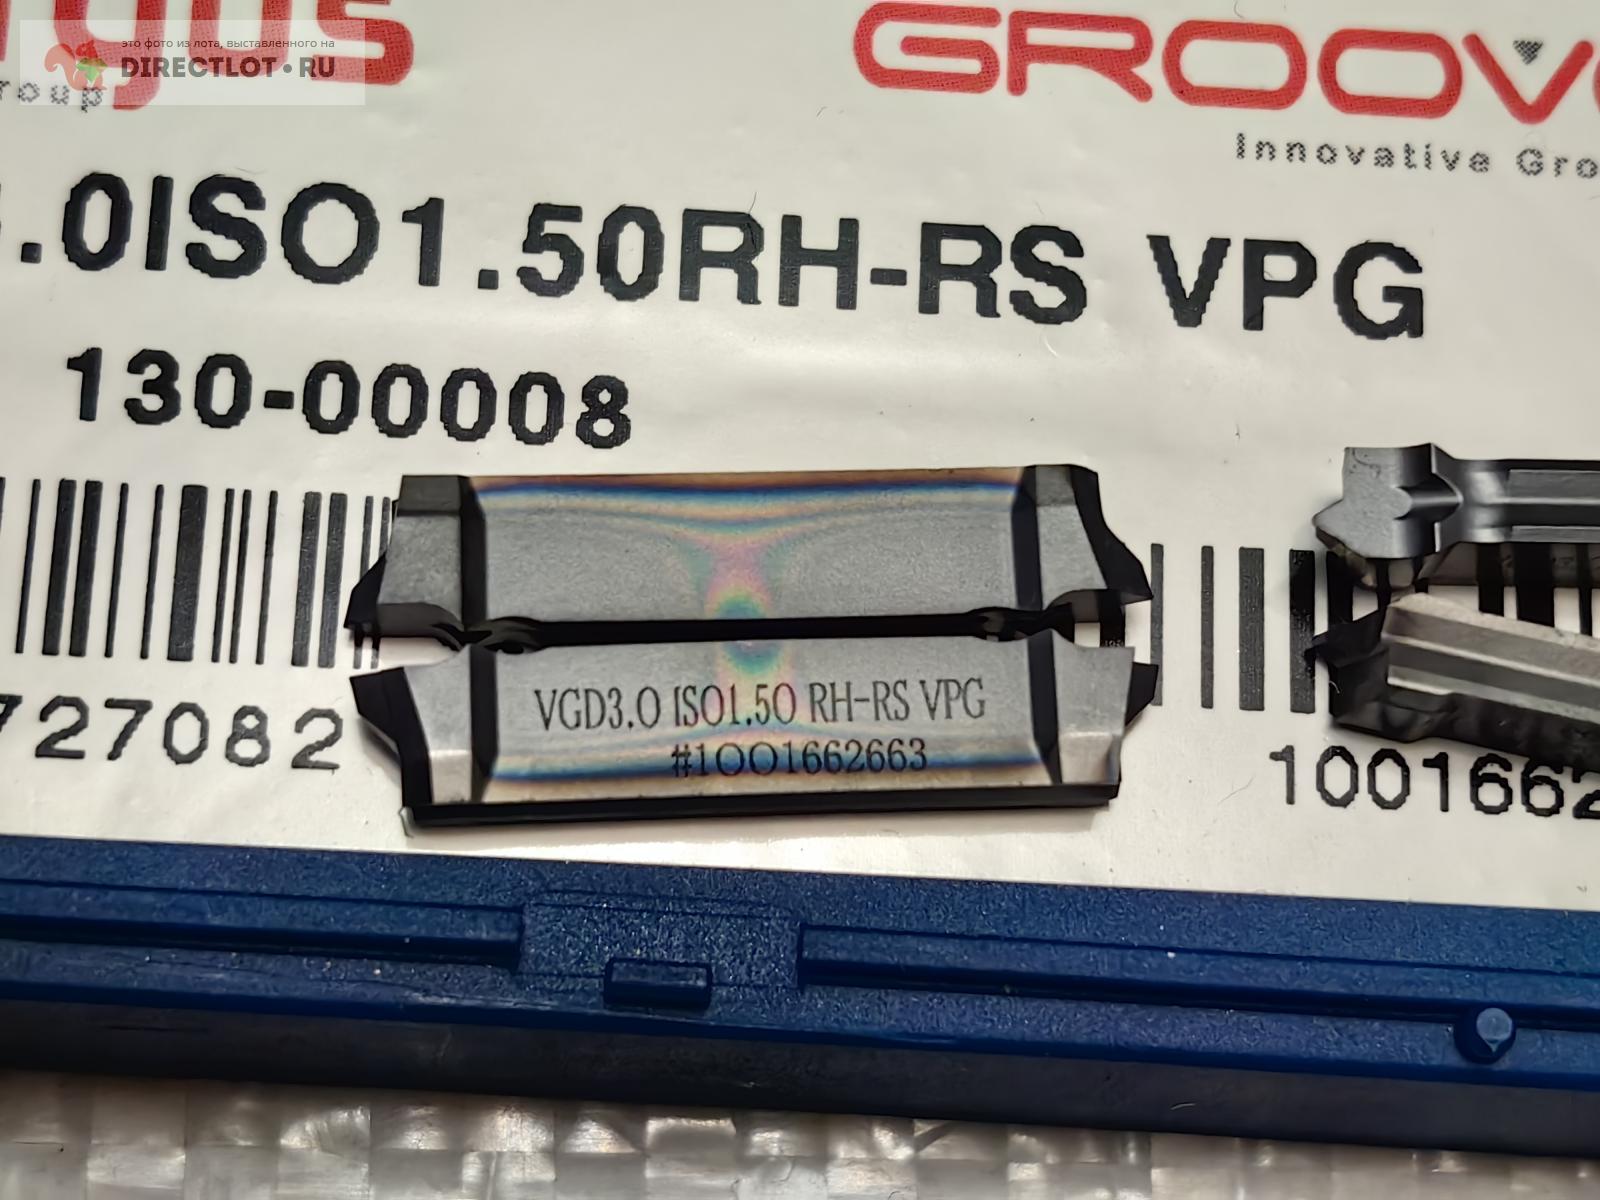 это фото из лота, выставленного на
DIRECTLOT.RU
GROOV
Innovative Gro
.0ISO1.50RH-RS VPG
130-00008
727082
1001662
VGD3.0 ISO1.50 RH-RS VPG
#1001662663